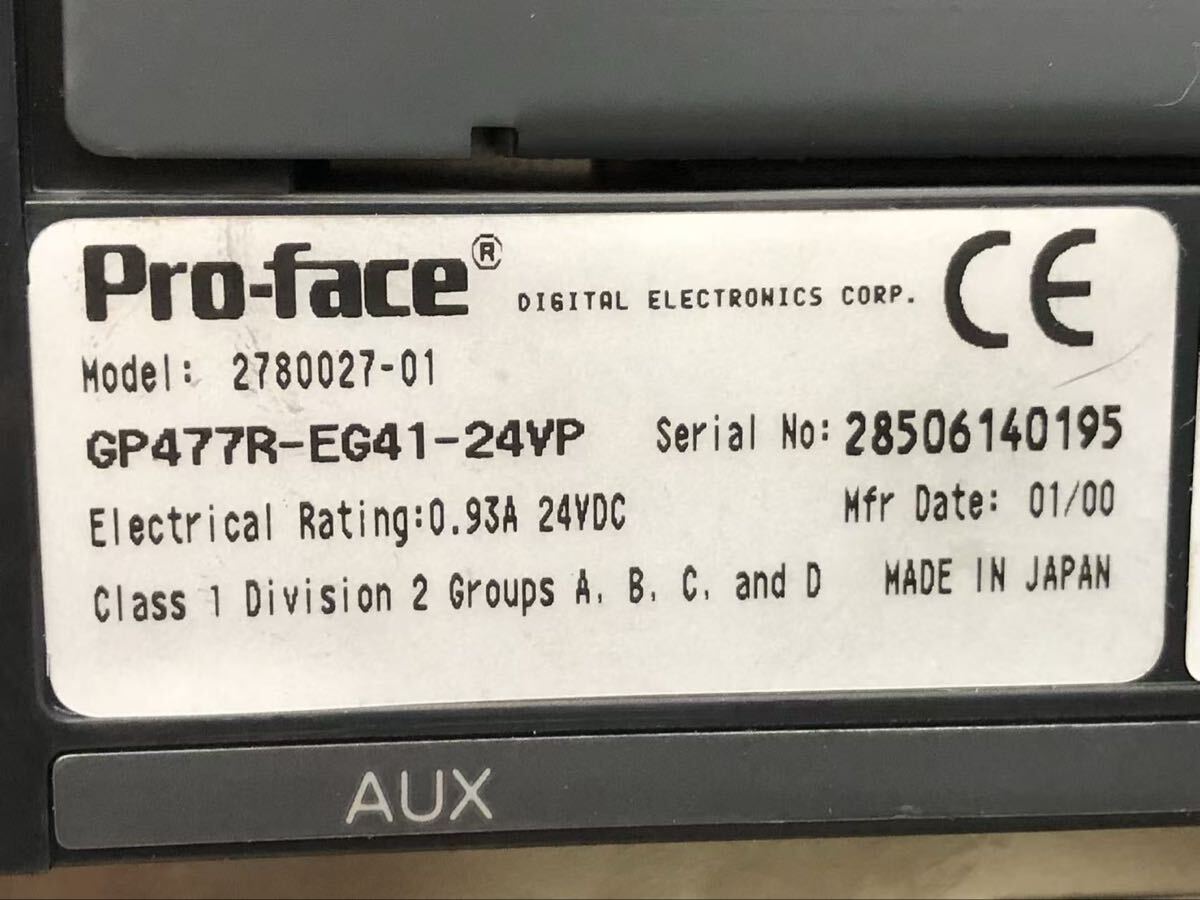 Pro-face® DIGITAL ELECTRONICS CORP. CE
Model: 2780027-01
GP477R-EG41-24VP Serial No: 28506140195
Electrical Rating:0.93A 24VDC Mfr Date: 01/00
Class 1 Division 2 Groups A, B, C, and D MADE IN JAPAN
AUX